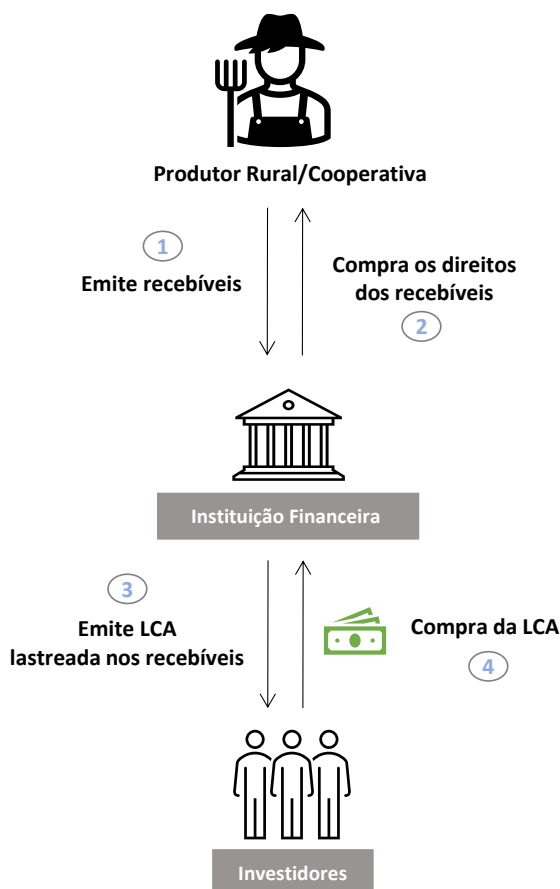 Produtor Rural/Cooperativa
1
Emite recebíveis
Compra os direitos
dos recebíveis
2
Instituição Financeira
3
Emite LCA
lastreada nos recebíveis
Compra da LCA
4
Investidores